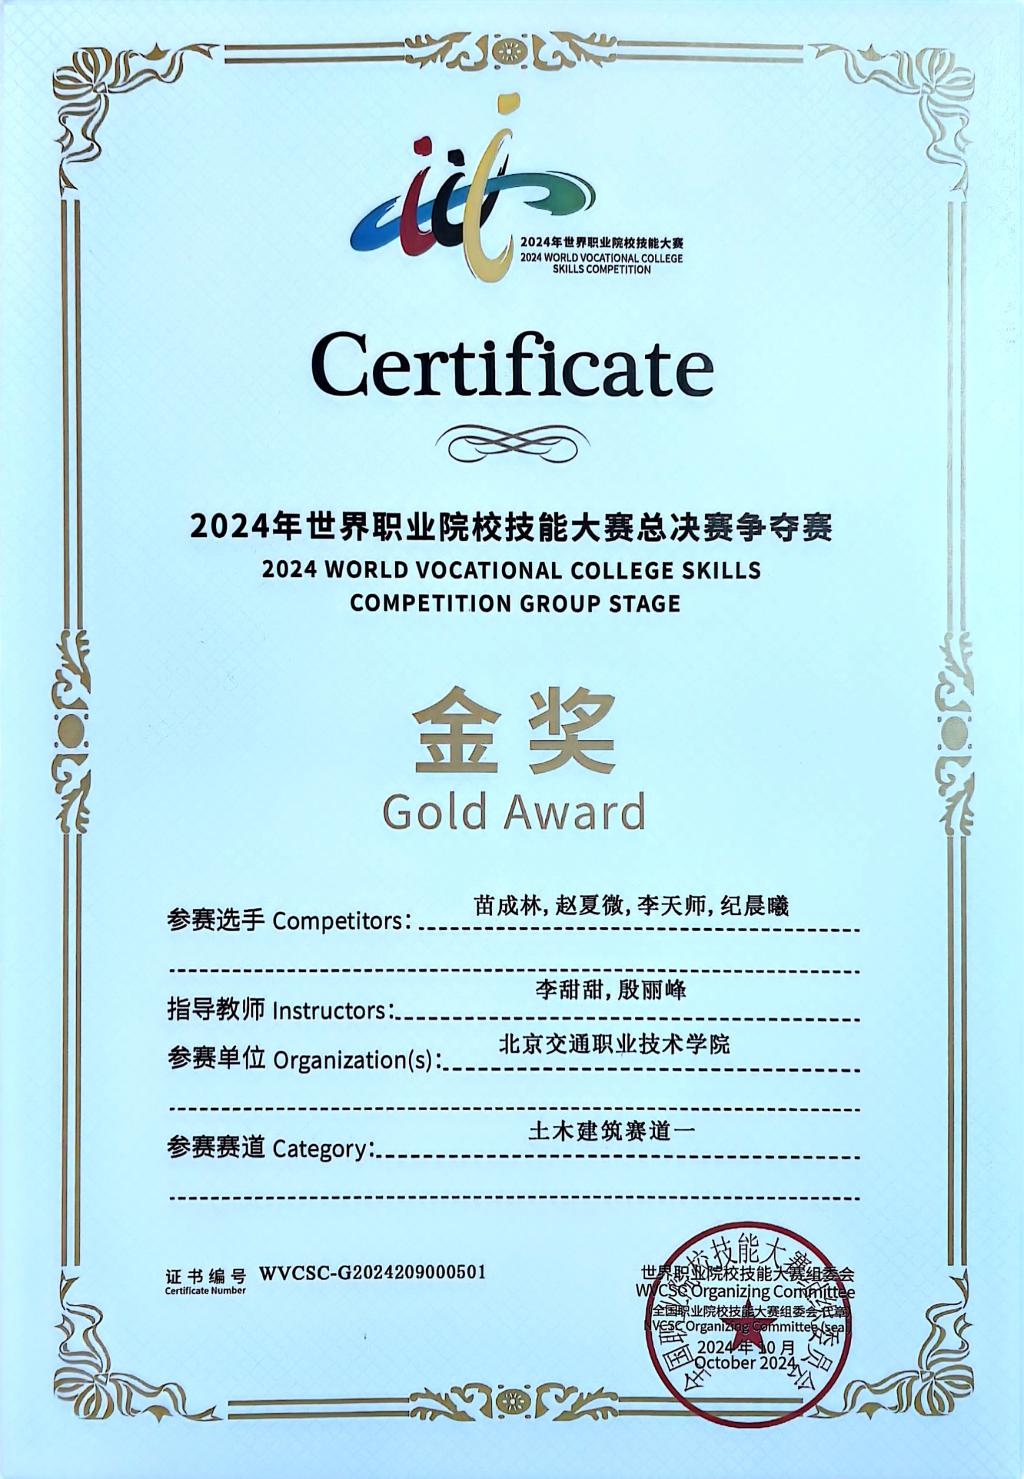 2024年世界职业院校技能大赛
2024 WORLD VOCATIONAL COLLEGE
SKILLS COMPETITION
Certificate
2024年世界职业院校技能大赛总决赛争夺赛
2024 WORLD VOCATIONAL COLLEGE SKILLS
COMPETITION GROUP STAGE
金奖
Gold Award
参赛选手 Competitors: 苗成林,赵夏微,李天师,纪晨曦
指导教师 Instructors: 李甜甜,殷丽峰
参赛单位 Organization(s): 北京交通职业技术学院
参赛赛道 Category: 土木建筑赛道一
证书编号 WVCSC-G2024209000501
Certificate Number
世界职业院校技能大赛组委会
WVCSC Organizing Committee
全国职业院校技能大赛组委会(代章)
NVCSC Organizing Committee (seal)
2024年10月
October 2024